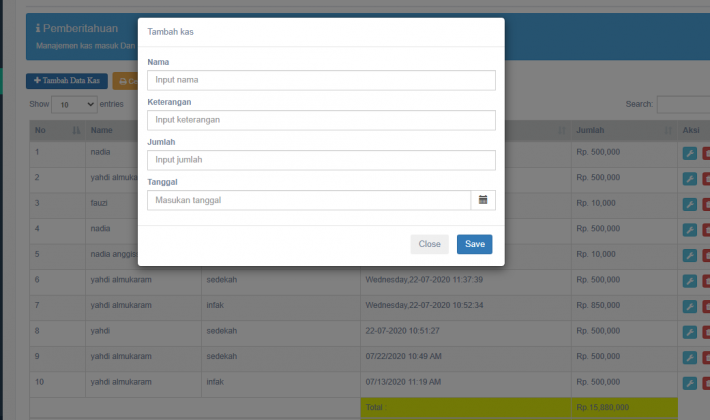 Pemberitahuan
Manajemen kas masuk Dan
Tambah Data Kas
Show 10 entries
Search:
Tambah kas
Nama
Input nama
Keterangan
Input keterangan
Jumlah
Input jumlah
Tanggal
Masukan tanggal
Close Save
No Name Jumlah Aksi
1 nadia Rp. 500,000
2 yahdi almuka Rp. 500,000
3 fauzi Rp. 10,000
4 nadia Rp. 500,000
5 nadia anggis Rp. 10,000
6 yahdi almukaram sedekah Wednesday,22-07-2020 11:37:39 Rp. 500,000
7 yahdi almukaram infak Wednesday,22-07-2020 10:52:34 Rp. 850,000
8 yahdi sedekah 22-07-2020 10:51:27 Rp. 500,000
9 yahdi almukaram sedekah 07/22/2020 10:49 AM Rp. 500,000
10 yahdi almukaram infak 07/13/2020 11:19 AM Rp. 500,000
Total Rp.15,880,000